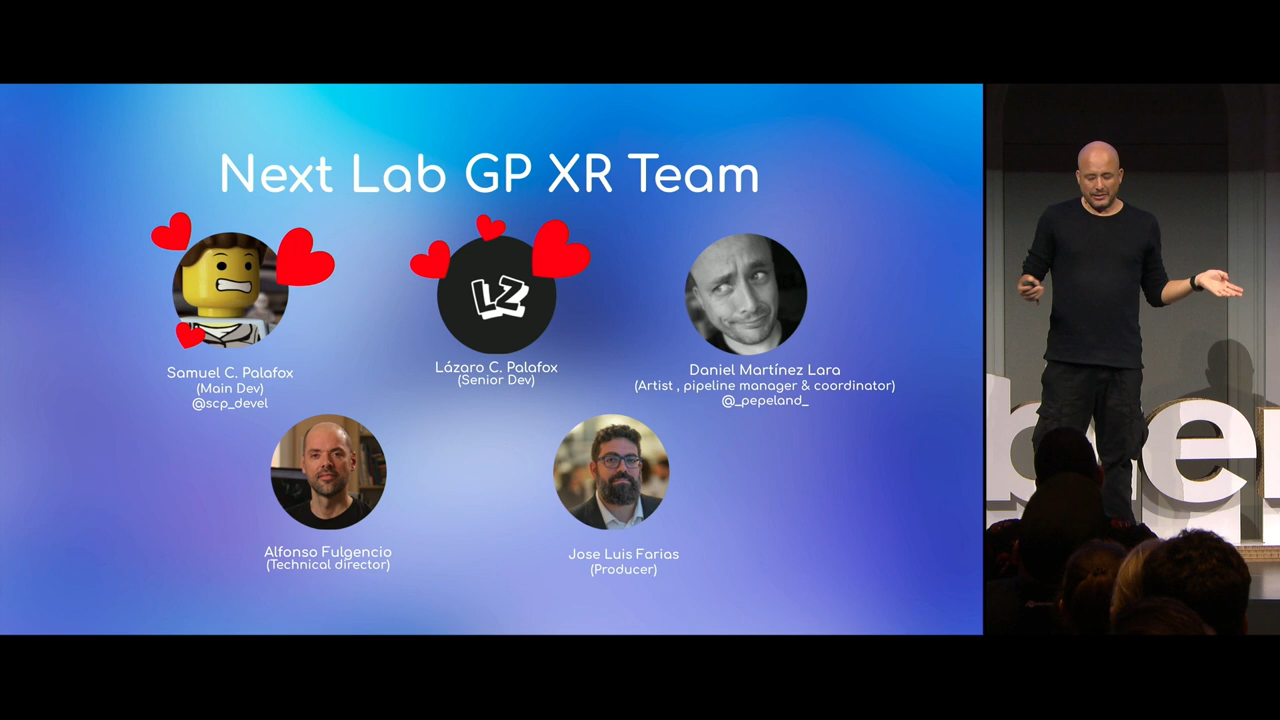 Next Lab GP XR Team
LZ
Samuel C. Palafox
(Main Dev)
@scp_devel
Lázaro C. Palafox
(Senior Dev)
Daniel Martínez Lara
(Artist , pipeline manager & coordinator)
@_pepeland_
Alfonso Fulgencio
(Technical director)
Jose Luis Farias
(Producer)